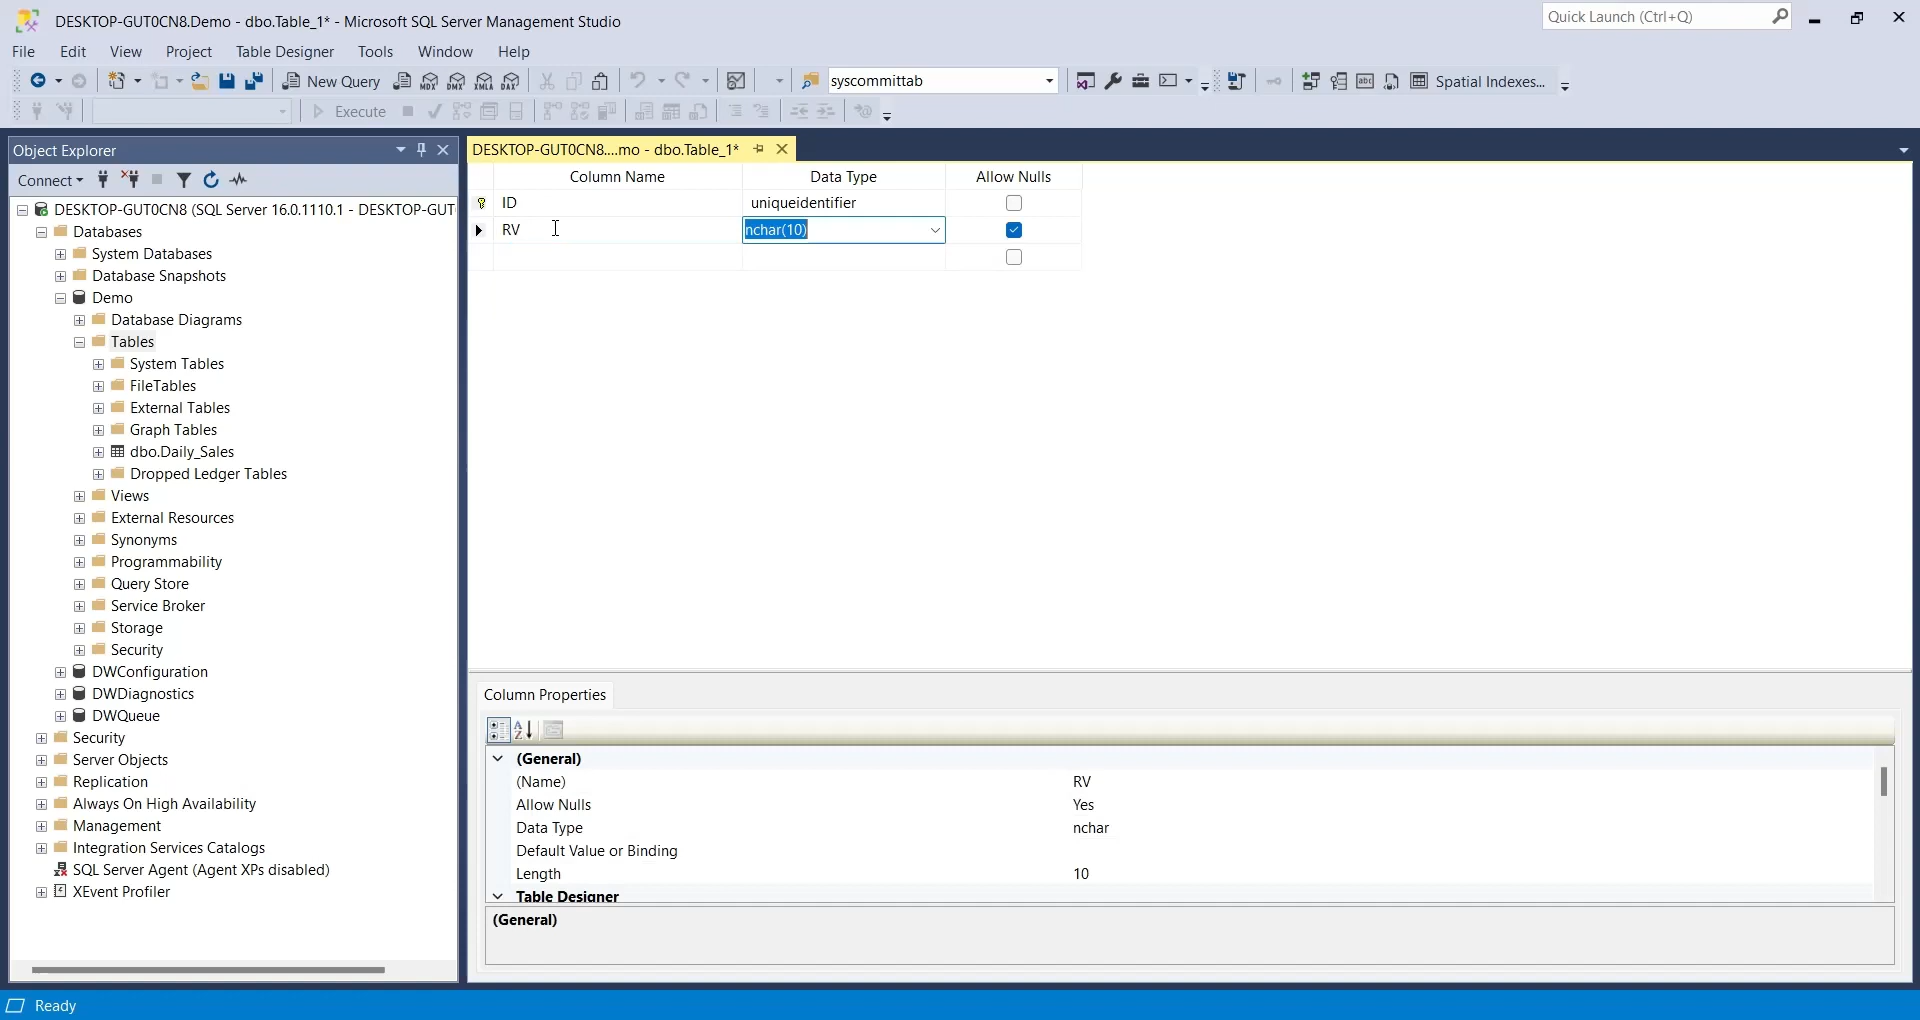 DESKTOP-GUT0CN8.Demo - dbo.Table_1* - Microsoft SQL Server Management Studio
Quick Launch (Ctrl+Q)
File Edit View Project Table Designer Tools Window Help
New Query MDX DMX XMLA DAX syscommittab abc Spatial Indexes...
Execute
Object Explorer
Connect
DESKTOP-GUT0CN8 (SQL Server 16.0.1110.1 - DESKTOP-GUT
Databases
System Databases
Database Snapshots
Demo
Database Diagrams
Tables
System Tables
FileTables
External Tables
Graph Tables
dbo.Daily_Sales
Dropped Ledger Tables
Views
External Resources
Synonyms
Programmability
Query Store
Service Broker
Storage
Security
DWConfiguration
DWDiagnostics
DWQueue
Security
Server Objects
Replication
Always On High Availability
Management
Integration Services Catalogs
SQL Server Agent (Agent XPs disabled)
XEvent Profiler
DESKTOP-GUT0CN8....mo - dbo.Table_1*
Column Name Data Type Allow Nulls
ID uniqueidentifier
RV nchar(10)
Column Properties
(General)
(Name) RV
Allow Nulls Yes
Data Type nchar
Default Value or Binding
Length 10
Table Designer
(General)
Ready